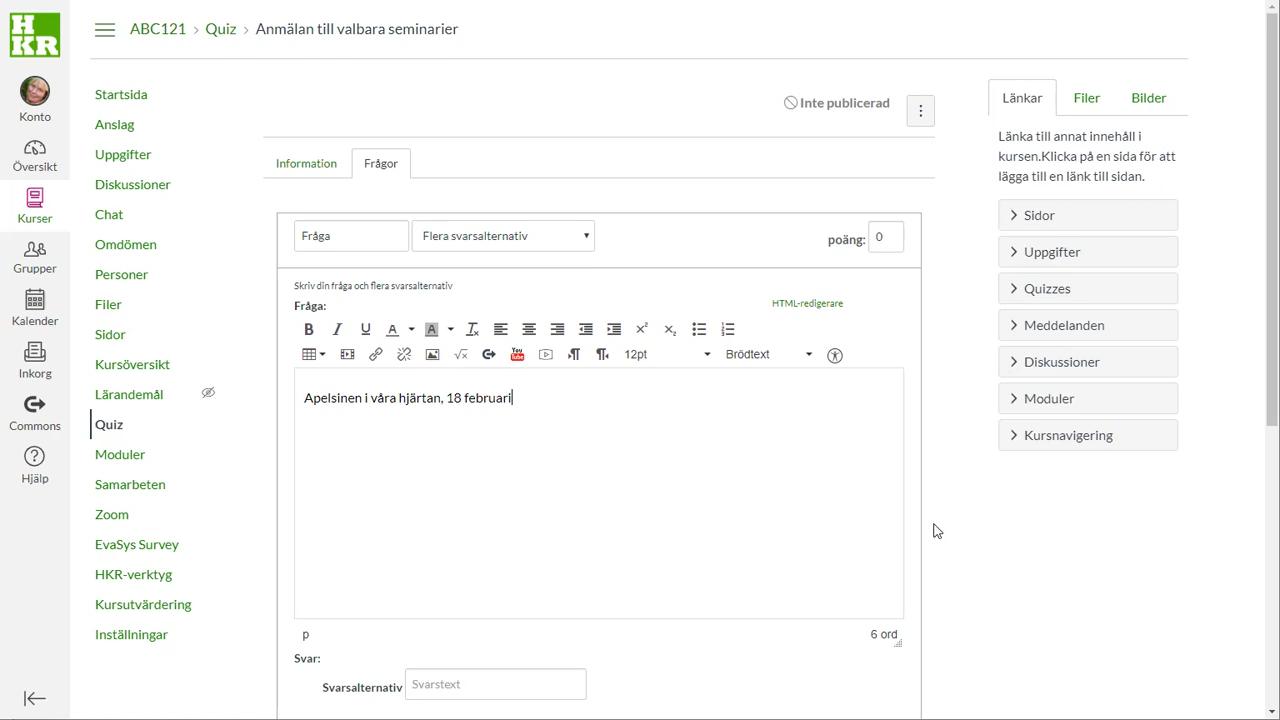 HKR
Konto
Översikt
Kurser
Grupper
Kalender
Inkorg
Commons
Hjälp
ABC121 > Quiz > Anmälan till valbara seminarier
Startsida
Anslag
Uppgifter
Diskussioner
Chat
Omdömen
Personer
Filer
Sidor
Kursöversikt
Lärandemål
Quiz
Moduler
Samarbeten
Zoom
EvaSys Survey
HKR-verktyg
Kursutvärdering
Inställningar
Inte publicerad
Information
Frågor
Fråga
Flera svarsalternativ
poäng: 0
Skriv din fråga och flera svarsalternativ
Fråga:
HTML-redigerare
B I U A A
You Tube
12pt
Brödtext
Apelsinen i våra hjärtan, 18 februari
p
6 ord
Svar:
Svarsalternativ
Svarstext
Länkar
Filer
Bilder
Länka till annat innehåll i
kursen.Klicka på en sida för att
lägga till en länk till sidan.
Sidor
Uppgifter
Quizzes
Meddelanden
Diskussioner
Moduler
Kursnavigering